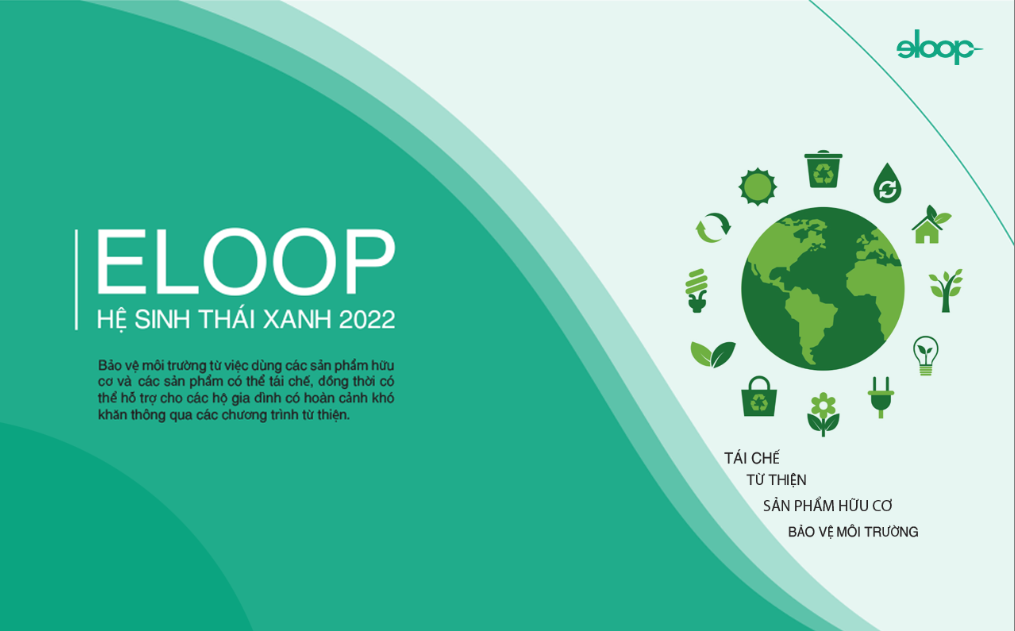 eloop
ELOOP
HỆ SINH THÁI XANH 2022
Bảo vệ môi trường từ việc dùng các sản phẩm hữu
cơ và các sản phẩm có thể tái chế, đồng thời có
thể hỗ trợ cho các hộ gia đình có hoàn cảnh khó
khăn thông qua các chương trình từ thiện.
TÁI CHẾ
TỪ THIỆN
SẢN PHẨM HỮU CƠ
BẢO VỆ MÔI TRƯỜNG